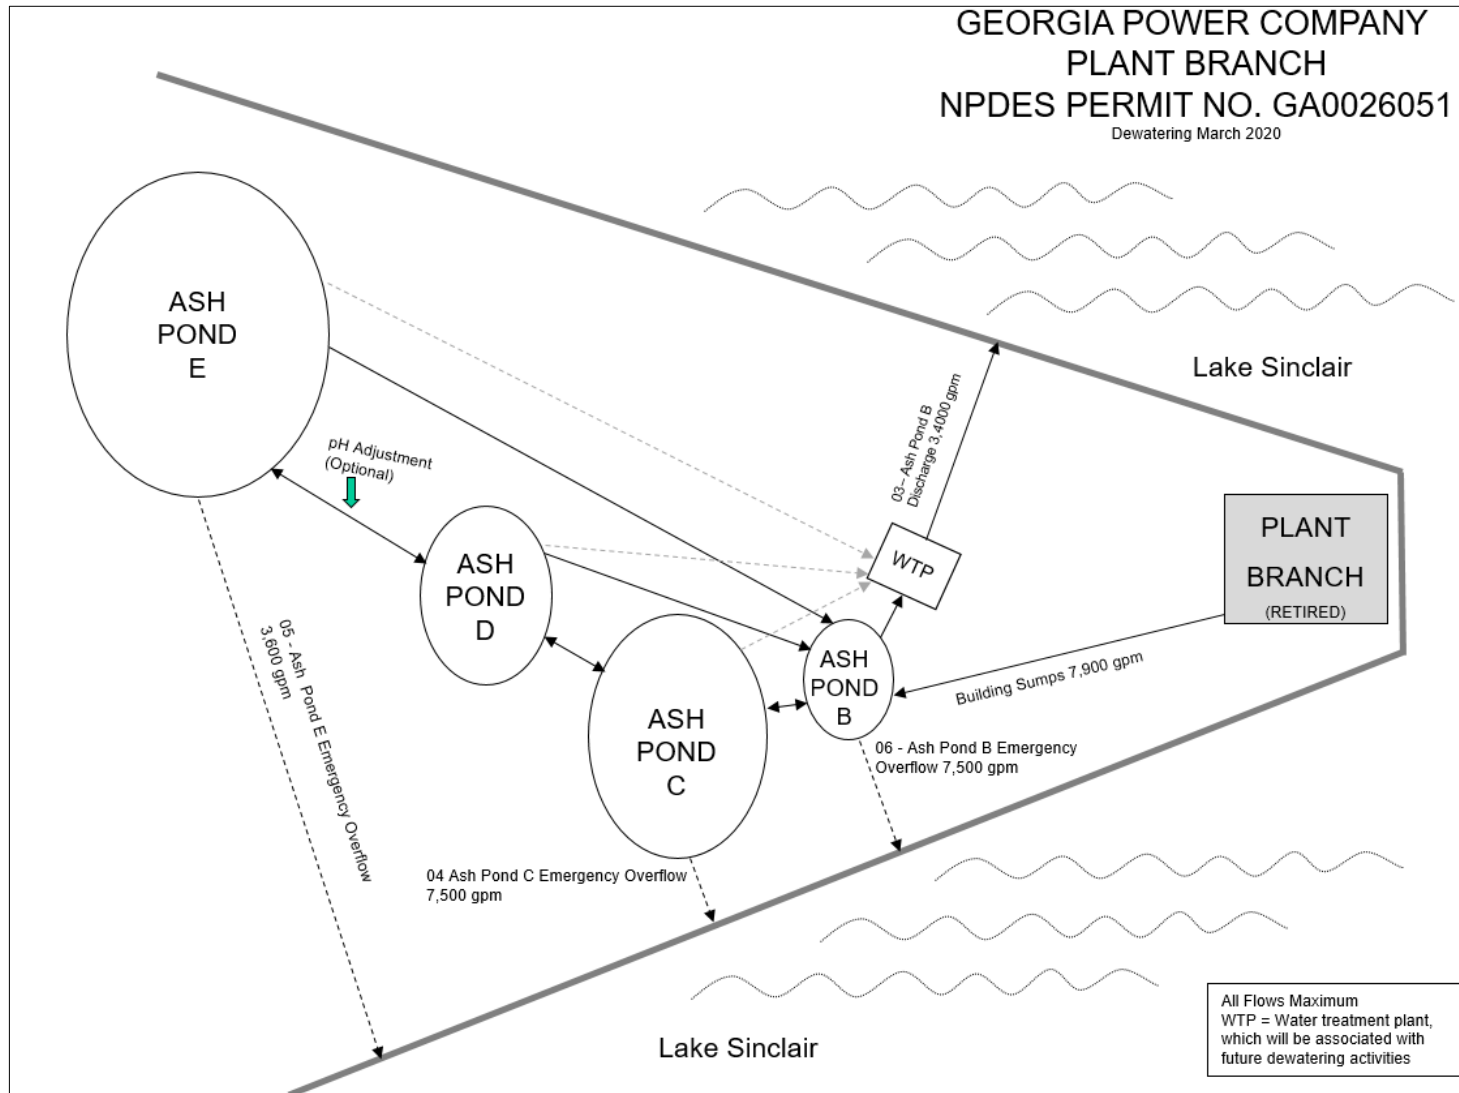 GEORGIA POWER COMPANY
PLANT BRANCH
NPDES PERMIT NO. GA0026051
Dewatering March 2020
ASH
POND
E
Lake Sinclair
03– Ash Pond B
Discharge 3,4000 gpm
pH Adjustment
(Optional)
PLANT
BRANCH
(RETIRED)
WTP
ASH
POND
D
ASH
POND
B
Building Sumps 7,900 gpm
05 - Ash Pond E Emergency Overflow
3,600 gpm
ASH
POND
C
06 - Ash Pond B Emergency
Overflow 7,500 gpm
04 Ash Pond C Emergency Overflow
7,500 gpm
Lake Sinclair
All Flows Maximum
WTP = Water treatment plant,
which will be associated with
future dewatering activities